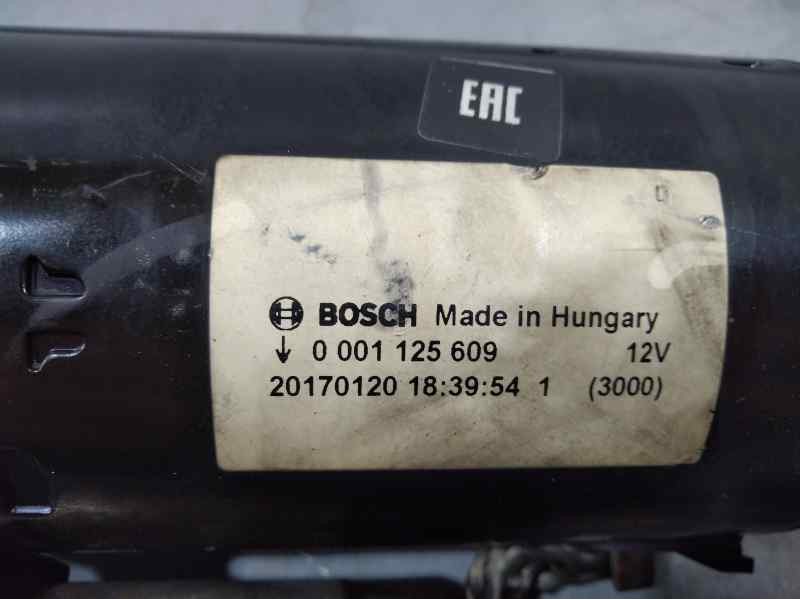 EAC
BOSCH Made in Hungary
↓ 0 001 125 609 12V
20170120 18:39:54 1 (3000)